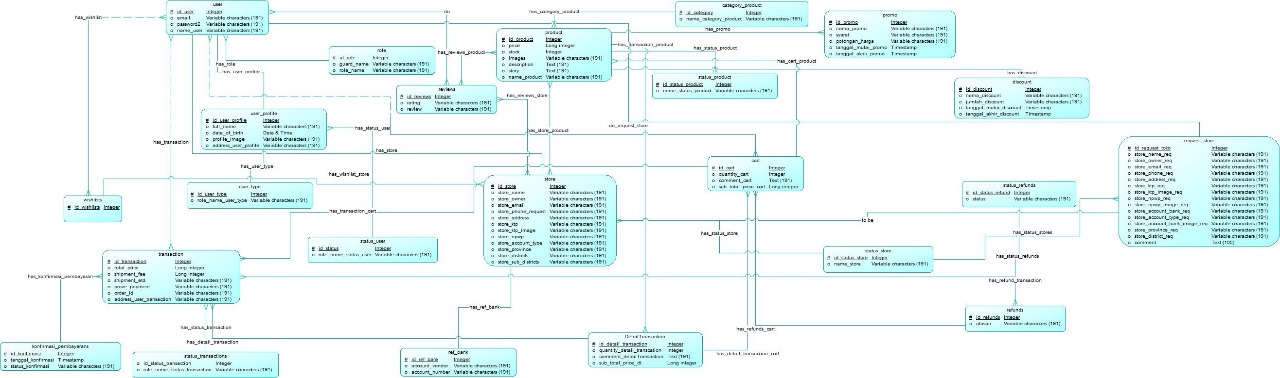 user
# id_user Integer
o email Variable characters (191)
o password2 Variable characters (191)
o name_user Variable characters (191)
has_wishlist
do
has_category_product
category_product
# id_category Integer
o name_category_product Variable characters (191)
has_promo
promo
# id_promo Integer
o nama_promo Variable characters (191)
o syarat Variable characters (191)
o potongan_harga Variable characters (191)
o tanggal_mulai_promo Timestamp
o tanggal_akhir_promo Timestamp
product
# id_product Integer
o price Long integer
o stock Integer
o images Variable characters (191)
o description Text (191)
o story Text (191)
o name_product Variable characters (191)
has_transaction_product
has_status_product
has_cart_product
has_reviews_product
role
# id_role Integer
o guard_name Variable characters (191)
o role_name Variable characters (191)
has_role
has_user_profile
status_product
# id_status_product Integer
o name_status_product Variable characters (191)
has_discount
discount
# id_discount Integer
o nama_discount Variable characters (191)
o jumlah_discount Variable characters (191)
o tanggal_mulai_discount Timestamp
o tanggal_akhir_discount Timestamp
reviews
# id_reviews Integer
o rating Variable characters (191)
o review Variable characters (191)
has_reviews_store
user_profile
# id_user_profile Integer
o full_name Variable characters (191)
o date_of_birth Date & Time
o profile_image Variable characters (191)
o address_user_profile Variable characters (191)
has_status_user
has_store_product
do_request_store
has_transaction
has_store
request_store
# id_request_toko Integer
o store_name_req Variable characters (191)
o store_owner_req Variable characters (191)
o store_email_req Variable characters (191)
o store_phone_req Variable characters (191)
o store_address_req Variable characters (191)
o store_ktp_req Variable characters (191)
o store_ktp_image_req Variable characters (191)
o store_npwp_req Variable characters (191)
o store_npwp_image_req Variable characters (191)
o store_account_bank_req Variable characters (191)
o store_account_type_req Variable characters (191)
o store_account_bank_image_req Variable characters (191)
o store_province_req Variable characters (191)
o store_district_req Variable characters (191)
o comment Text (100)
cart
# id_cart Integer
o quantity_cart Integer
o comment_cart Text (191)
o sub_total_price_cart Long integer
has_user_type
has_wishlist_store
user_type
# id_user_type Integer
o role_name_user_type Variable characters (191)
wishlists
# id_wishlists Integer
store
# id_store Integer
o store_name Variable characters (191)
o store_owner Variable characters (191)
o store_email Variable characters (191)
o store_phone_request Variable characters (191)
o store_address Variable characters (191)
o store_ktp Variable characters (191)
o store_ktp_image Variable characters (191)
o store_npwp Variable characters (191)
o store_account_type Variable characters (191)
o store_province Variable characters (191)
o store_districts Variable characters (191)
o store_sub_districts Variable characters (191)
status_refunds
# id_status_refund Integer
o status Variable characters (191)
has_transaction_cart
to be
has_status_store
has_status_stores
status_user
# id_status Integer
o role_name_status_user Variable characters (191)
status_store
# id_status_store Integer
o name_store Variable characters (191)
has_status_refunds
transaction
# id_transaction Integer
o total_price Long integer
o shipment_fee Long integer
o shipment_etd Variable characters (191)
o prove_payment Variable characters (191)
o order_id Variable characters (191)
o address_user_transaction Variable characters (191)
has_konfirmasi_pembayaran
has_refund_transaction
has_ref_bank
refunds
# id_refunds Integer
o alasan Variable characters (191)
has_status_transaction
has_refunds_cart
has_detail_transaction
konfirmasi_pembayarans
# id_konfirmasi Integer
o tanggal_konfirmasi Timestamp
o status_konfirmasi Variable characters (191)
status_transactions
o id_status_transaction Integer
o role_name_status_transaction Variable characters (191)
ref_bank
# id_ref_bank Integer
o account_vendor Variable characters (191)
o account_number Variable characters (191)
DetailTransaction
# id_detail_transaction Integer
o quantity_detail_transaction Integer
o comment_detail_transaction Text (191)
o sub_total_price_dt Long integer
has_detail_transaction_cart